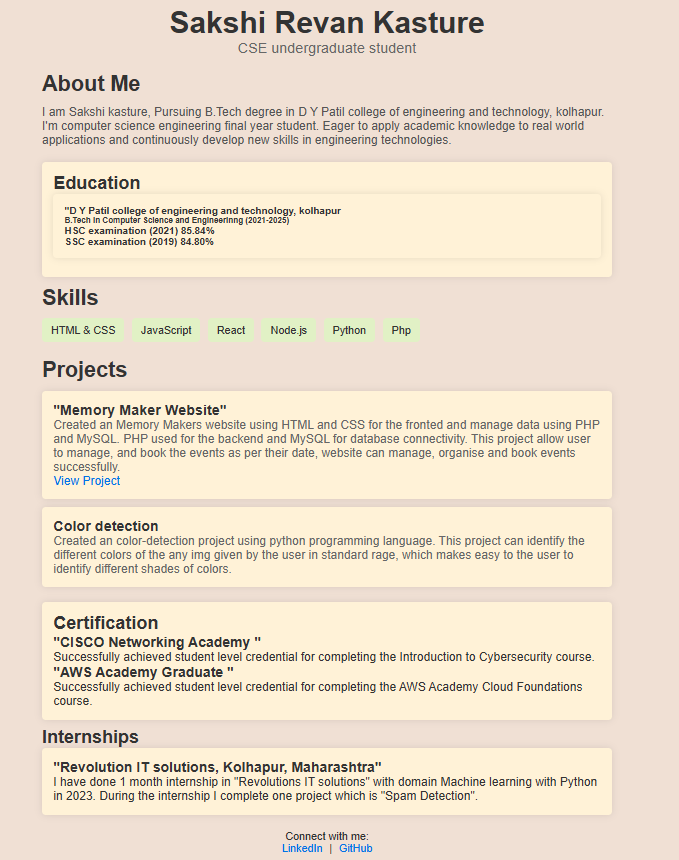 Sakshi Revan Kasture
CSE undergraduate student
About Me
I am Sakshi kasture, Pursuing B.Tech degree in D Y Patil college of engineering and technology, kolhapur.
I'm computer science engineering final year student. Eager to apply academic knowledge to real world
applications and continuously develop new skills in engineering technologies.
Education
"D Y Patil college of engineering and technology, kolhapur
B.Tech in Computer Science and Engineerinng (2021-2025)
HSC examination (2021) 85.84%
SSC examination (2019) 84.80%
Skills
HTML & CSS JavaScript React Node.js Python Php
Projects
"Memory Maker Website"
Created an Memory Makers website using HTML and CSS for the fronted and manage data using PHP
and MySQL. PHP used for the backend and MySQL for database connectivity. This project allow user
to manage, and book the events as per their date, website can manage, organise and book events
successfully.
View Project
Color detection
Created an color-detection project using python programming language. This project can identify the
different colors of the any img given by the user in standard rage, which makes easy to the user to
identify different shades of colors.
Certification
"CISCO Networking Academy "
Successfully achieved student level credential for completing the Introduction to Cybersecurity course.
"AWS Academy Graduate "
Successfully achieved student level credential for completing the AWS Academy Cloud Foundations
course.
Internships
"Revolution IT solutions, Kolhapur, Maharashtra"
I have done 1 month internship in "Revolutions IT solutions" with domain Machine learning with Python
in 2023. During the internship I complete one project which is "Spam Detection".
Connect with me:
LinkedIn | GitHub